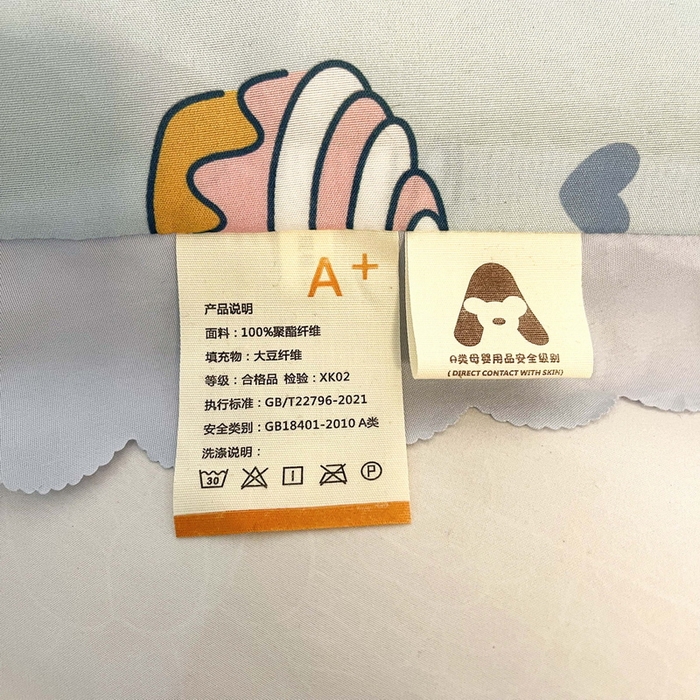 A+
产品说明
面料：100%聚酯纤维
填充物：大豆纤维
等级：合格品 检验：XK02
执行标准：GB/T22796-2021
安全类别：GB18401-2010 A类
洗涤说明：
30
P
A类母婴用品安全级别
( DIRECT CONTACT WITH SKIN)